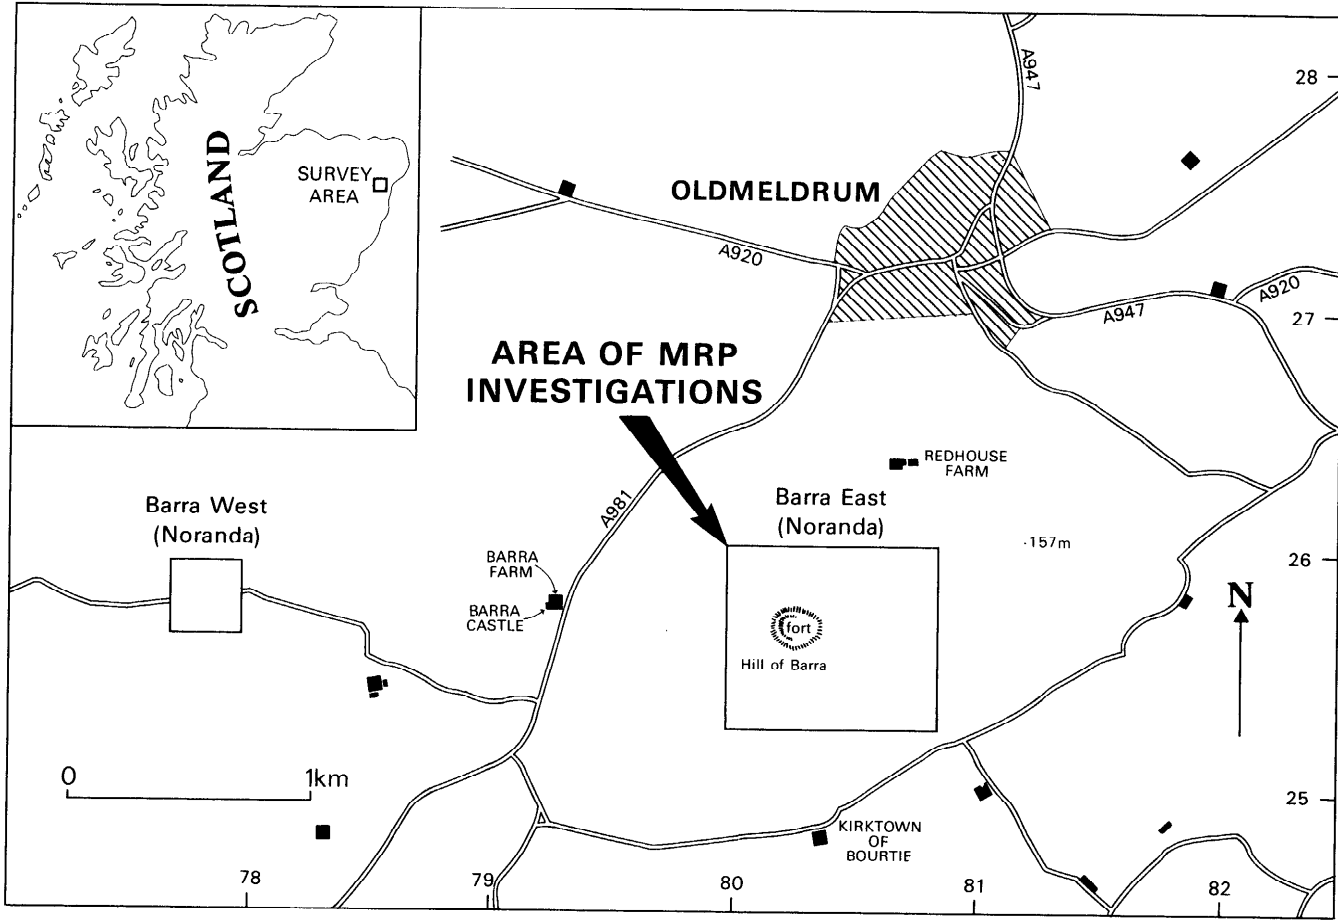 SCOTLAND
SURVEY
AREA
A947
28
OLDMELDRUM
A920
A920
A947
27
AREA OF MRP
INVESTIGATIONS
REDHOUSE
FARM
Barra West
(Noranda)
A981
Barra East
(Noranda)
157m
26
BARRA
FARM
BARRA
CASTLE
fort
Hill of Barra
N
0
1km
25
KIRKTOWN
OF
BOURTIE
78
79
80
81
82